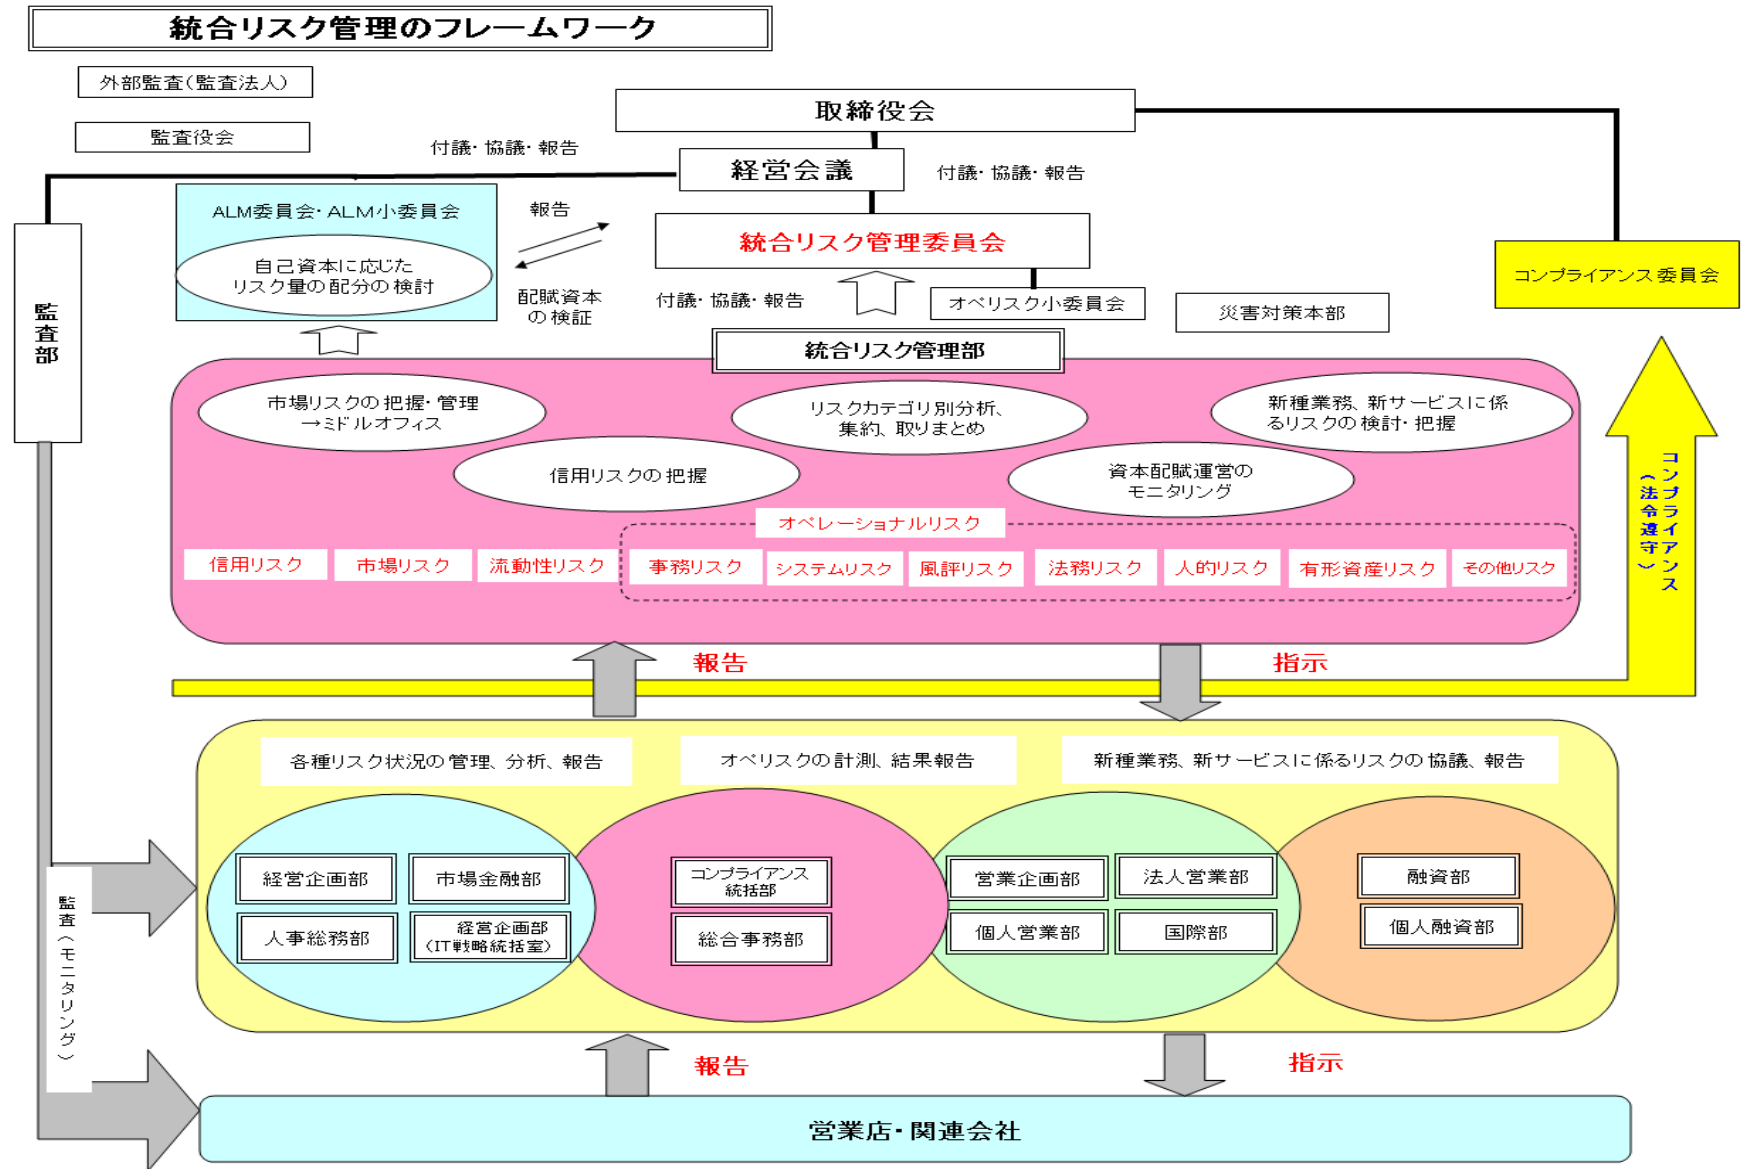 統合リスク管理のフレームワーク
外部監査(監査法人)
監査役会
取締役会
付議・協議・報告
経営会議
付議・協議・報告
ALM委員会・ALM小委員会
自己資本に応じた
リスク量の配分の検討
報告
配賦資本
の検証
統合リスク管理委員会
付議・協議・報告
オペリスク小委員会
災害対策本部
コンプライアンス委員会
監査部
統合リスク管理部
市場リスクの把握・管理
→ミドルオフィス
リスクカテゴリ別分析、
集約、取りまとめ
新種業務、新サービスに係
るリスクの検討・把握
信用リスクの把握
資本配賦運営の
モニタリング
オペレーショナルリスク
信用リスク
市場リスク
流動性リスク
事務リスク
システムリスク
風評リスク
法務リスク
人的リスク
有形資産リスク
その他リスク
コンプライアンス
(法令遵守)
報告
指示
各種リスク状況の管理、分析、報告
オペリスクの計測、結果報告
新種業務、新サービスに係るリスクの協議、報告
経営企画部
市場金融部
人事総務部
経営企画部
(IT戦略統括室)
コンプライアンス
統括部
総合事務部
営業企画部
法人営業部
個人営業部
国際部
融資部
個人融資部
監査(モニタリング)
報告
指示
営業店・関連会社